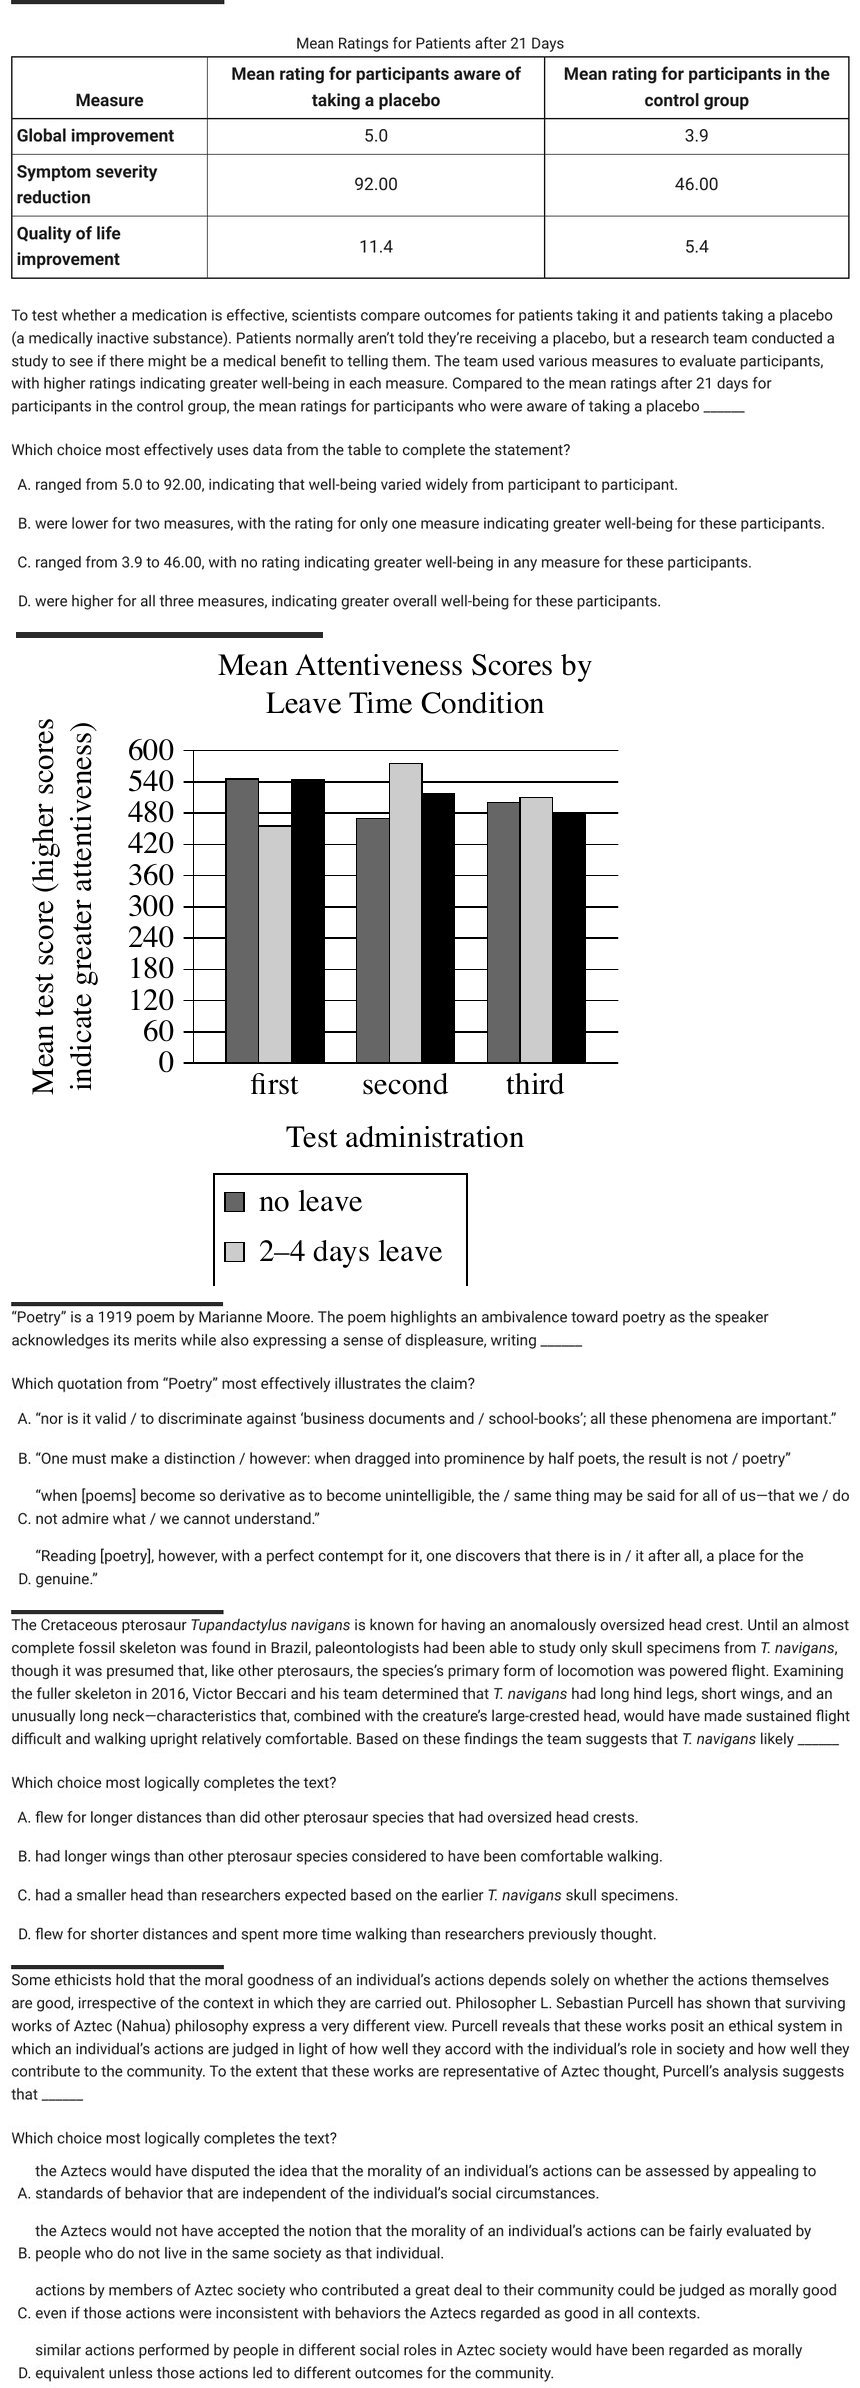 Mean Ratings for Patients after 21 Days
Measure
Mean rating for participants aware of
taking a placebo
Mean rating for participants in the
control group
Global improvement 5.0 3.9
Symptom severity
reduction
92.00 46.00
Quality of life
improvement
11.4 5.4
To test whether a medication is effective, scientists compare outcomes for patients taking it and patients taking a placebo
(a medically inactive substance). Patients normally aren’t told they’re receiving a placebo, but a research team conducted a
study to see if there might be a medical benefit to telling them. The team used various measures to evaluate participants,
with higher ratings indicating greater well-being in each measure. Compared to the mean ratings after 21 days for
participants in the control group, the mean ratings for participants who were aware of taking a placebo ______
Which choice most effectively uses data from the table to complete the statement?
A. ranged from 5.0 to 92.00, indicating that well-being varied widely from participant to participant.
B. were lower for two measures, with the rating for only one measure indicating greater well-being for these participants.
C. ranged from 3.9 to 46.00, with no rating indicating greater well-being in any measure for these participants.
D. were higher for all three measures, indicating greater overall well-being for these participants.
Mean Attentiveness Scores by
Leave Time Condition
Mean test score (higher scores
indicate greater attentiveness)
600
540
480
420
360
300
240
180
120
60
0
first second third
Test administration
no leave
2–4 days leave
“Poetry” is a 1919 poem by Marianne Moore. The poem highlights an ambivalence toward poetry as the speaker
acknowledges its merits while also expressing a sense of displeasure, writing ______
Which quotation from “Poetry” most effectively illustrates the claim?
A. “nor is it valid / to discriminate against ‘business documents and / school-books’; all these phenomena are important.”
B. “One must make a distinction / however: when dragged into prominence by half poets, the result is not / poetry”
“when [poems] become so derivative as to become unintelligible, the / same thing may be said for all of us—that we / do
C. not admire what / we cannot understand.”
“Reading [poetry], however, with a perfect contempt for it, one discovers that there is in / it after all, a place for the
D. genuine.”
The Cretaceous pterosaur Tupandactylus navigans is known for having an anomalously oversized head crest. Until an almost
complete fossil skeleton was found in Brazil, paleontologists had been able to study only skull specimens from T. navigans,
though it was presumed that, like other pterosaurs, the species’s primary form of locomotion was powered flight. Examining
the fuller skeleton in 2016, Victor Beccari and his team determined that T. navigans had long hind legs, short wings, and an
unusually long neck—characteristics that, combined with the creature’s large-crested head, would have made sustained flight
difficult and walking upright relatively comfortable. Based on these findings the team suggests that T. navigans likely ______
Which choice most logically completes the text?
A. flew for longer distances than did other pterosaur species that had oversized head crests.
B. had longer wings than other pterosaur species considered to have been comfortable walking.
C. had a smaller head than researchers expected based on the earlier T. navigans skull specimens.
D. flew for shorter distances and spent more time walking than researchers previously thought.
Some ethicists hold that the moral goodness of an individual’s actions depends solely on whether the actions themselves
are good, irrespective of the context in which they are carried out. Philosopher L. Sebastian Purcell has shown that surviving
works of Aztec (Nahua) philosophy express a very different view. Purcell reveals that these works posit an ethical system in
which an individual’s actions are judged in light of how well they accord with the individual’s role in society and how well they
contribute to the community. To the extent that these works are representative of Aztec thought, Purcell’s analysis suggests
that ______
Which choice most logically completes the text?
the Aztecs would have disputed the idea that the morality of an individual’s actions can be assessed by appealing to
A. standards of behavior that are independent of the individual’s social circumstances.
the Aztecs would not have accepted the notion that the morality of an individual’s actions can be fairly evaluated by
B. people who do not live in the same society as that individual.
actions by members of Aztec society who contributed a great deal to their community could be judged as morally good
C. even if those actions were inconsistent with behaviors the Aztecs regarded as good in all contexts.
similar actions performed by people in different social roles in Aztec society would have been regarded as morally
D. equivalent unless those actions led to different outcomes for the community.